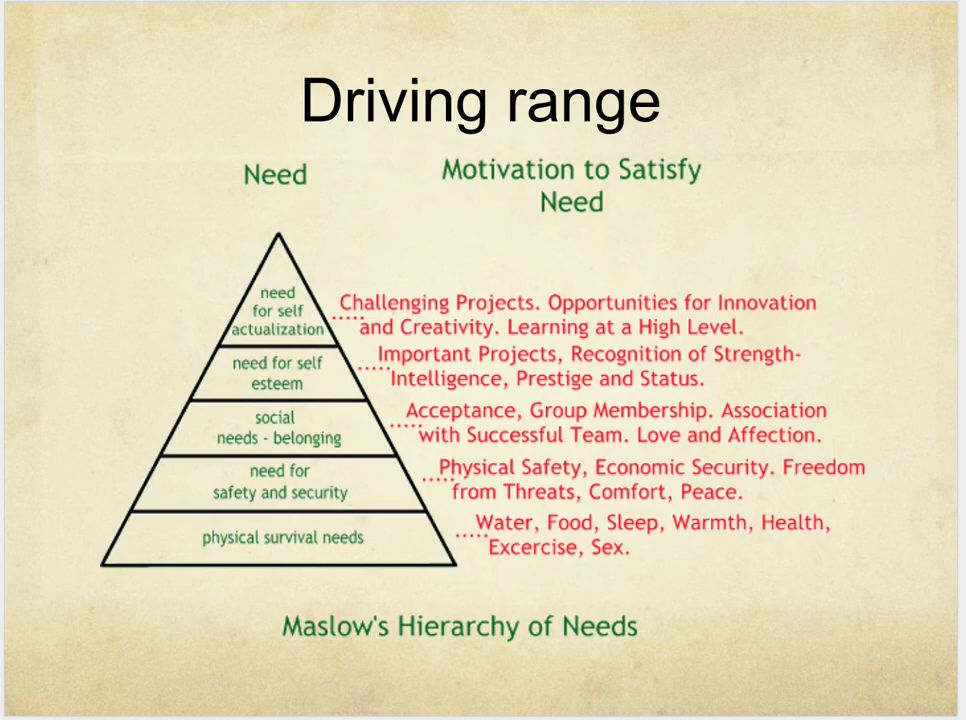 Driving range
Need
Motivation to Satisfy
Need
need
for self
actualization
Challenging Projects. Opportunities for Innovation
and Creativity. Learning at a High Level.
need for self
esteem
Important Projects, Recognition of Strength-
Intelligence, Prestige and Status.
social
needs - belonging
Acceptance, Group Membership. Association
with Successful Team. Love and Affection.
need for
safety and security
Physical Safety, Economic Security. Freedom
from Threats, Comfort, Peace.
physical survival needs
Water, Food, Sleep, Warmth, Health,
Excercise, Sex.
Maslow's Hierarchy of Needs